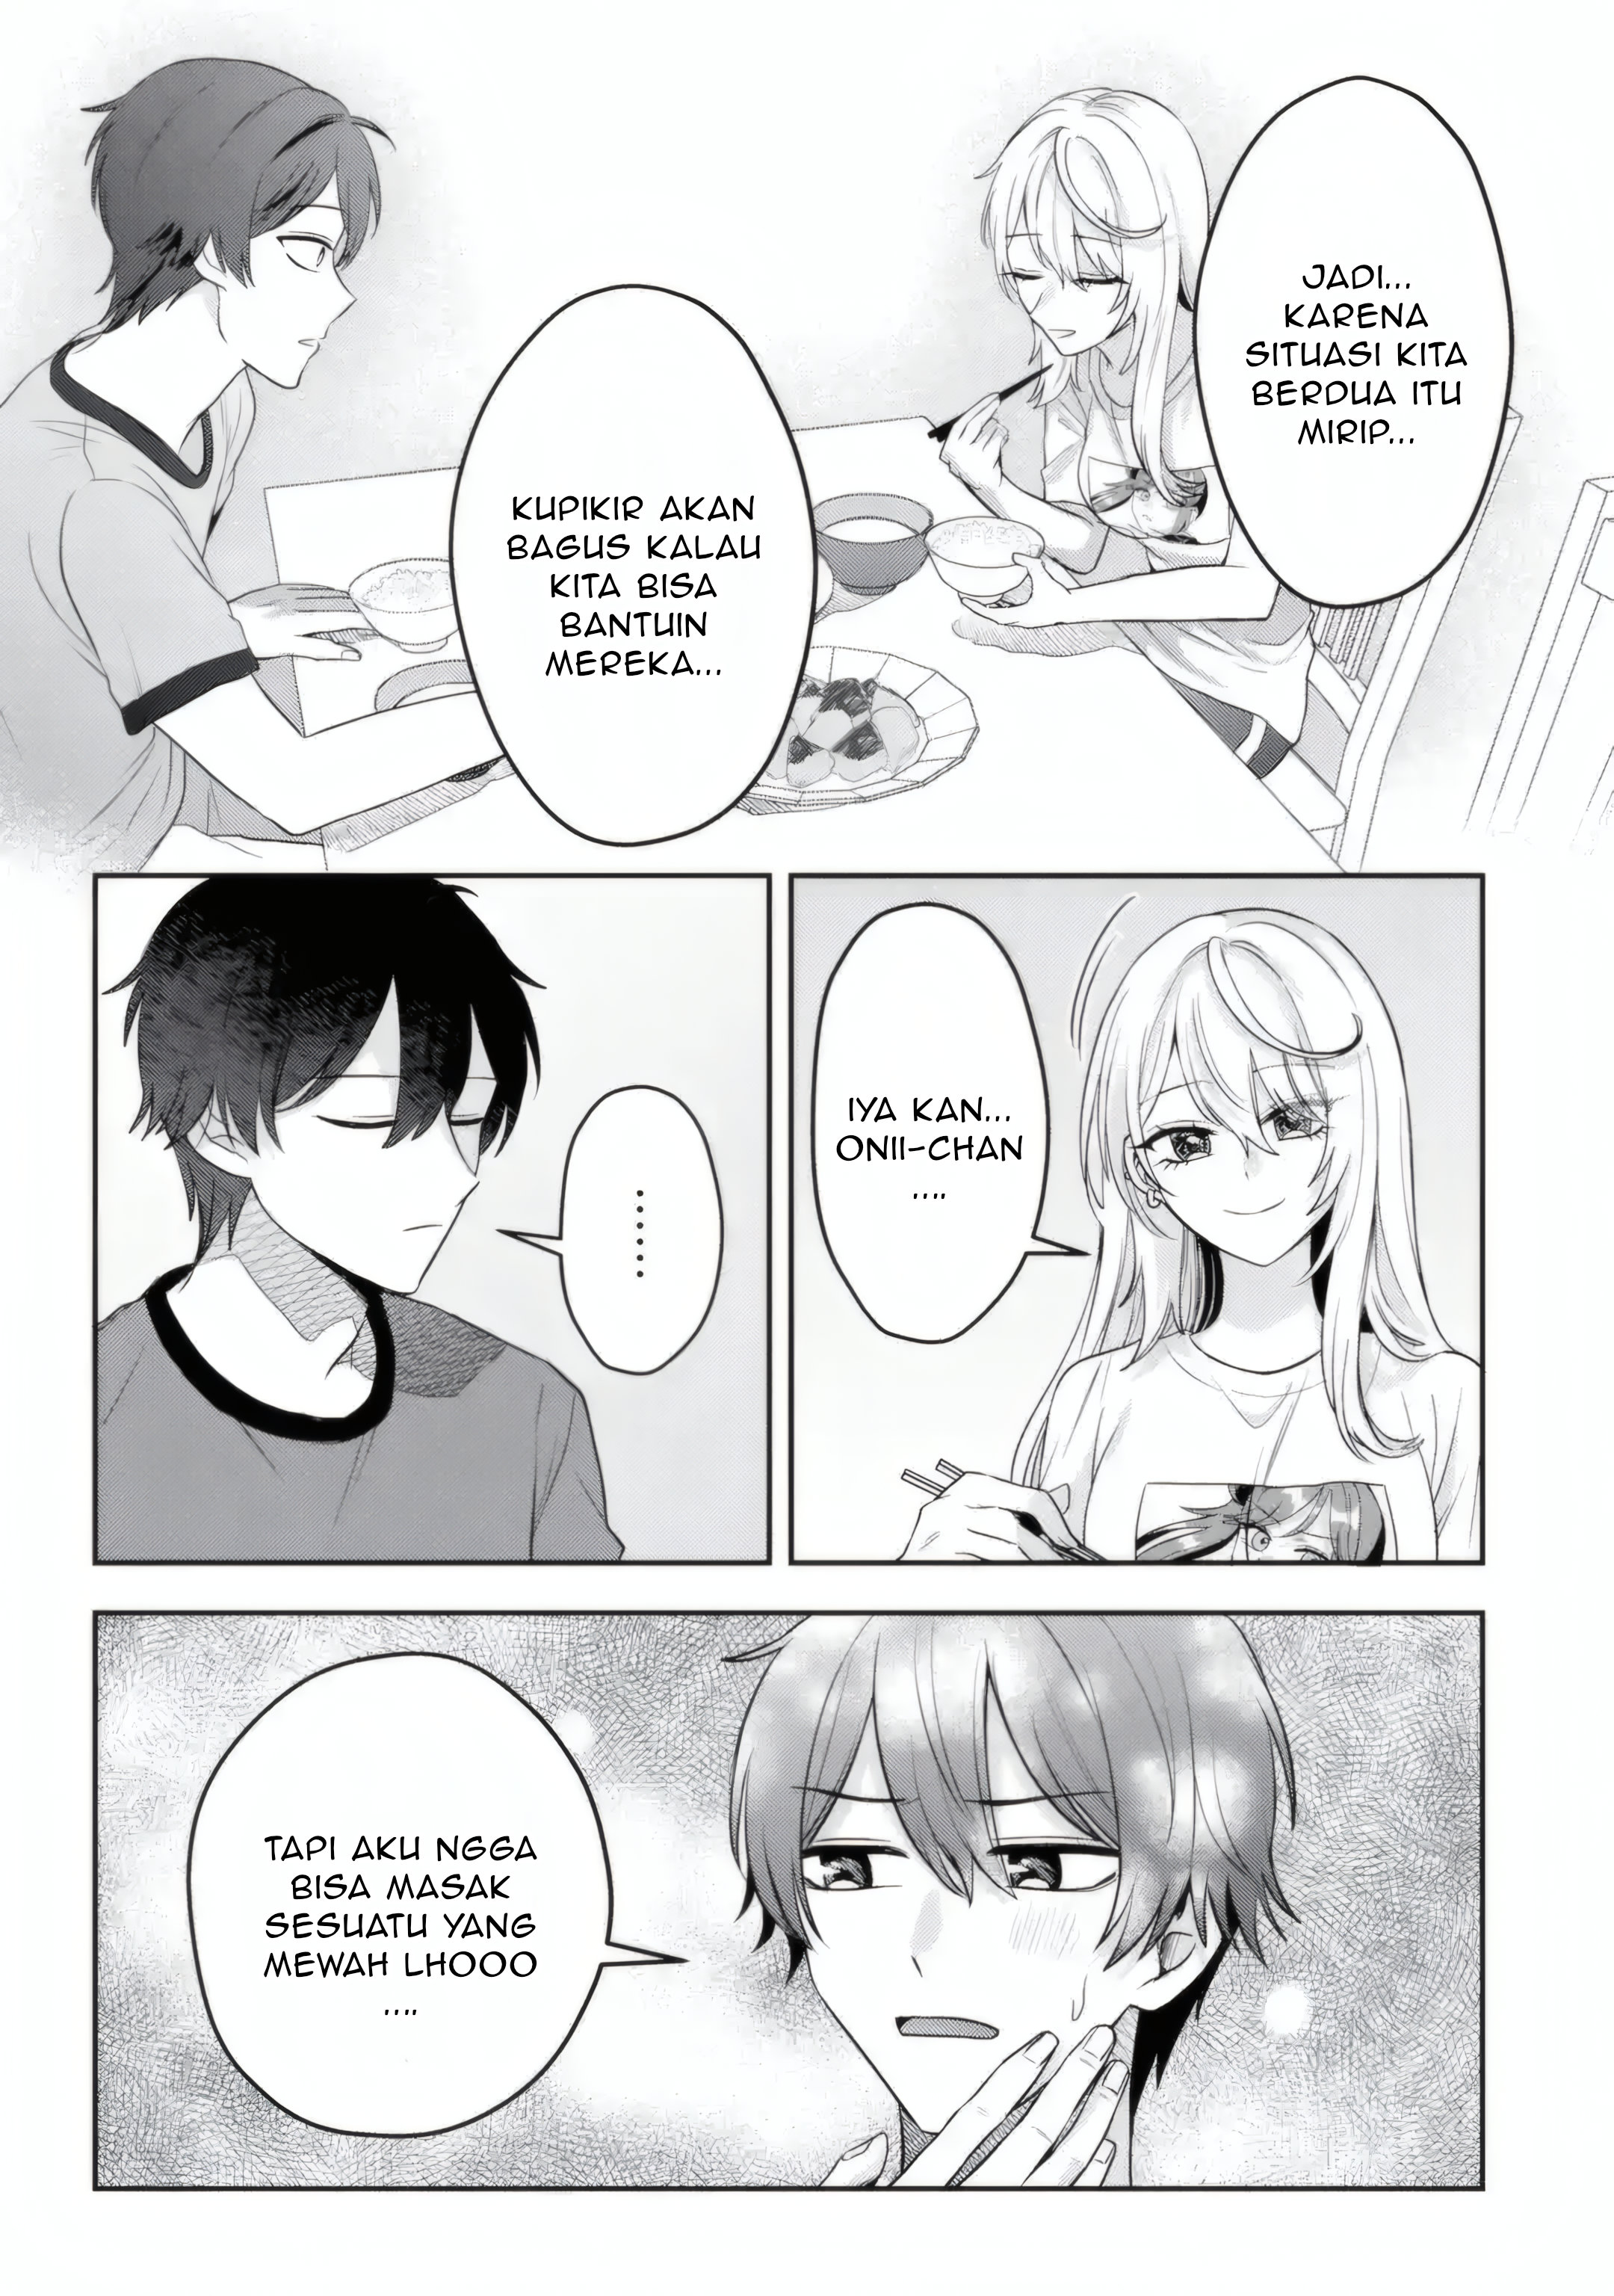 JADI...
KARENA
SITUASI KITA
BERDUA ITU
MIRIP...
KUPIKIR AKAN
BAGUS KALAU
KITA BISA
BANTUIN
MEREKA...
IYA KAN...
ONII-CHAN
....
......
TAPI AKU NGGA
BISA MASAK
SESUATU YANG
MEWAH LHOOO
....